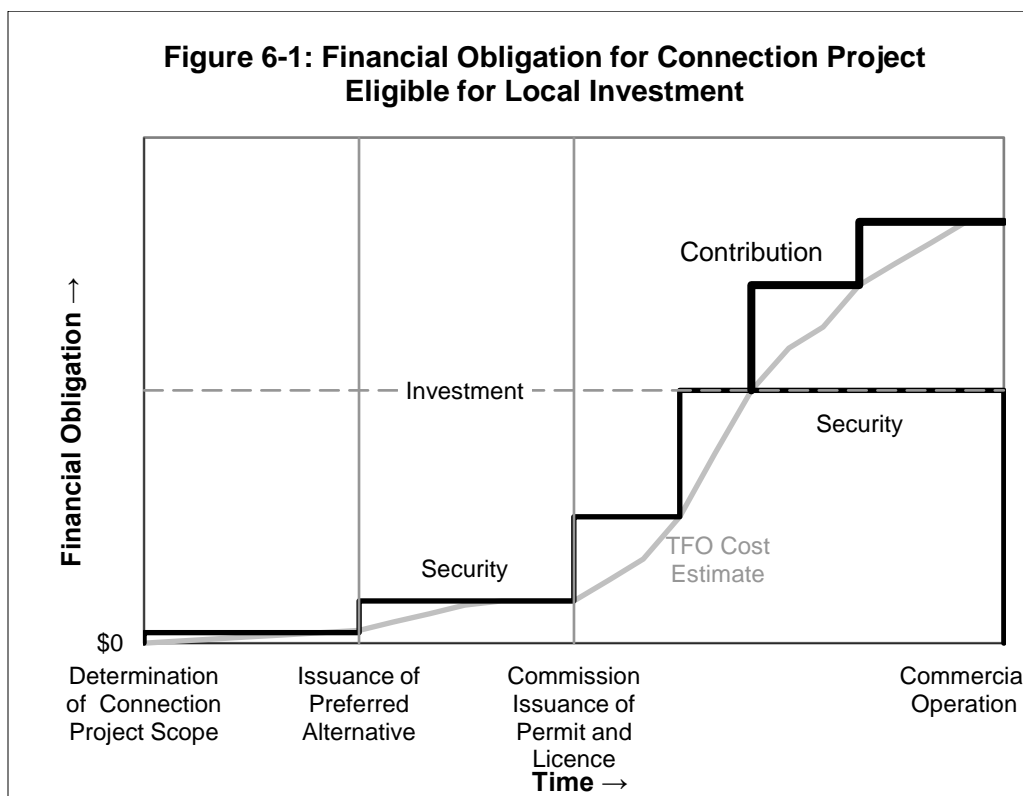 Figure 6-1: Financial Obligation for Connection Project
Eligible for Local Investment
Financial Obligation →
Contribution
Investment
Security
TFO Cost
Estimate
Security
$0
Determination
of Connection
Project Scope
Issuance of
Preferred
Alternative
Commission
Issuance of
Permit and
Licence
Commercia
Operation
Time →